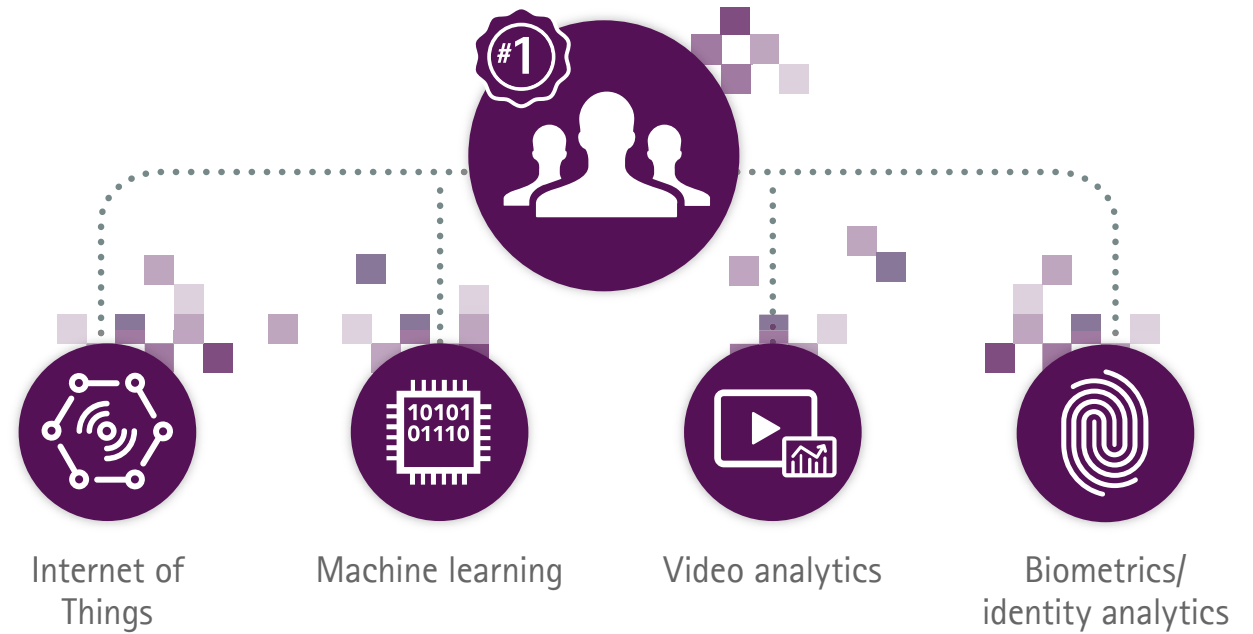 #1
10101
01110
Internet of
Things
Machine learning
Video analytics
Biometrics/
identity analytics